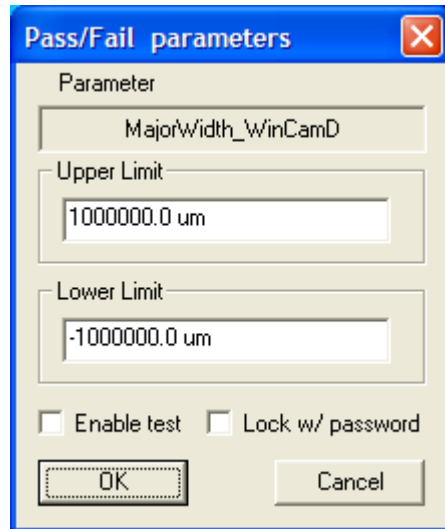 Pass/Fail parameters
Parameter
MajorWidth_WinCamD
Upper Limit
1000000.0 um
Lower Limit
-1000000.0 um
Enable test Lock w/ password
OK Cancel